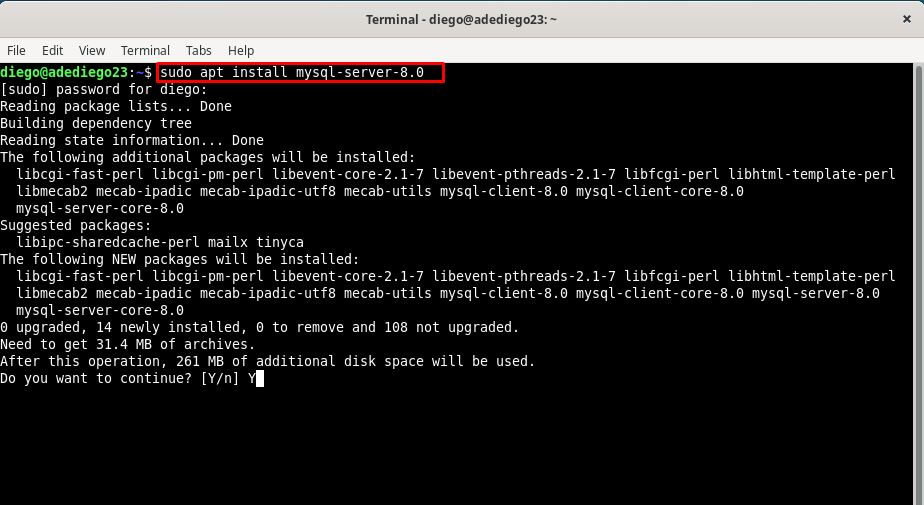 Terminal - diego@adediego23: ~
File Edit View Terminal Tabs Help
diego@adediego23:~$ sudo apt install mysql-server-8.0
[sudo] password for diego:
Reading package lists... Done
Building dependency tree
Reading state information... Done
The following additional packages will be installed:
  libcgi-fast-perl libcgi-pm-perl libevent-core-2.1-7 libevent-pthreads-2.1-7 libfcgi-perl libhtml-template-perl
  libmecab2 mecab-ipadic mecab-ipadic-utf8 mecab-utils mysql-client-8.0 mysql-client-core-8.0
  mysql-server-core-8.0
Suggested packages:
  libipc-sharedcache-perl mailx tinyca
The following NEW packages will be installed:
  libcgi-fast-perl libcgi-pm-perl libevent-core-2.1-7 libevent-pthreads-2.1-7 libfcgi-perl libhtml-template-perl
  libmecab2 mecab-ipadic mecab-ipadic-utf8 mecab-utils mysql-client-8.0 mysql-client-core-8.0 mysql-server-8.0
  mysql-server-core-8.0
0 upgraded, 14 newly installed, 0 to remove and 108 not upgraded.
Need to get 31.4 MB of archives.
After this operation, 261 MB of additional disk space will be used.
Do you want to continue? [Y/n] Y